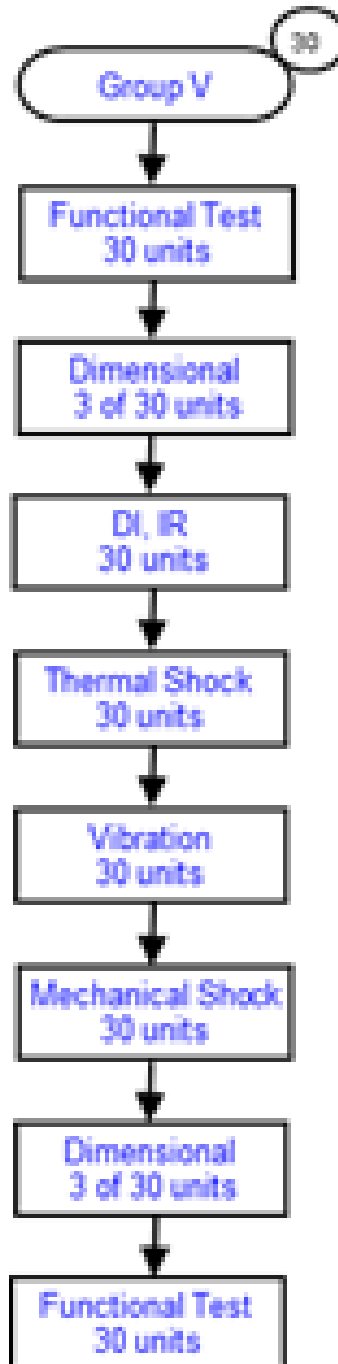 30
Group V
Functional Test
30 units
Dimensional
3 of 30 units
DI, IR
30 units
Thermal Shock
30 units
Vibration
30 units
Mechanical Shock
30 units
Dimensional
3 of 30 units
Functional Test
30 units